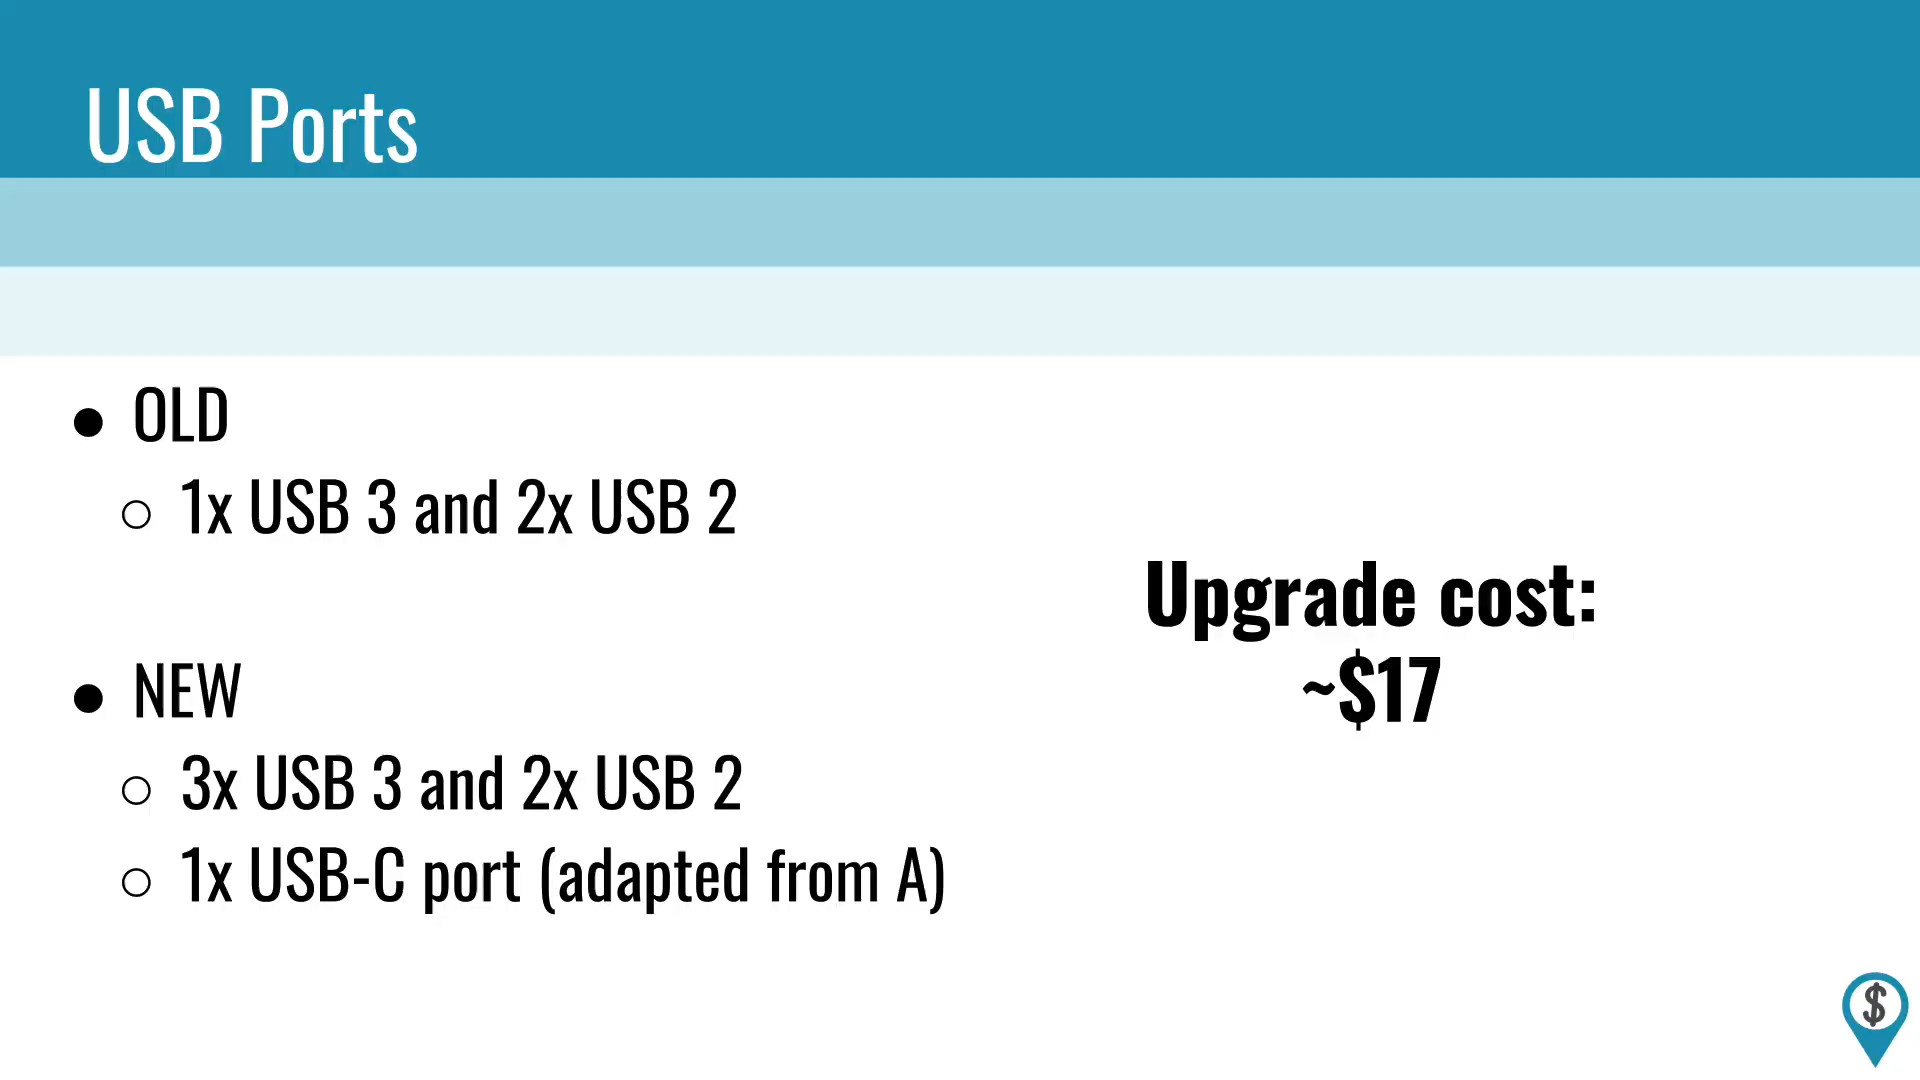 USB Ports
● OLD
○ 1x USB 3 and 2x USB 2
● NEW
○ 3x USB 3 and 2x USB 2
○ 1x USB-C port (adapted from A)
Upgrade cost:
~$17
$